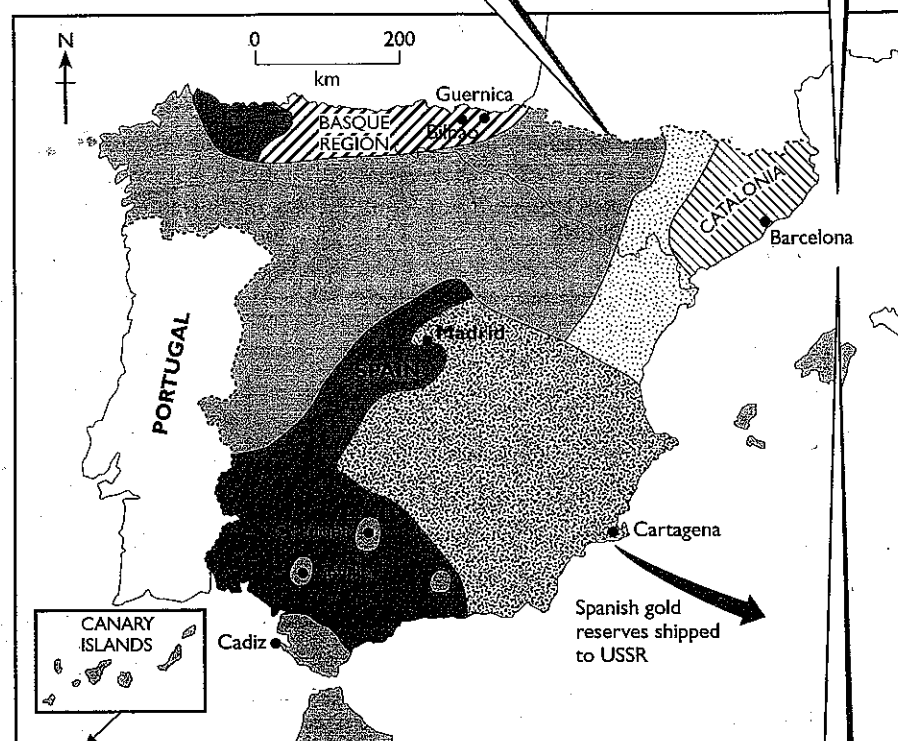 N
0 200
km
Guernica
BASQUE
REGION
Bilbao
CATALONIA
Barcelona
Madrid
SPAIN
PORTUGAL
Cartagena
Spanish gold
reserves shipped
to USSR
CANARY
ISLANDS
Cadiz